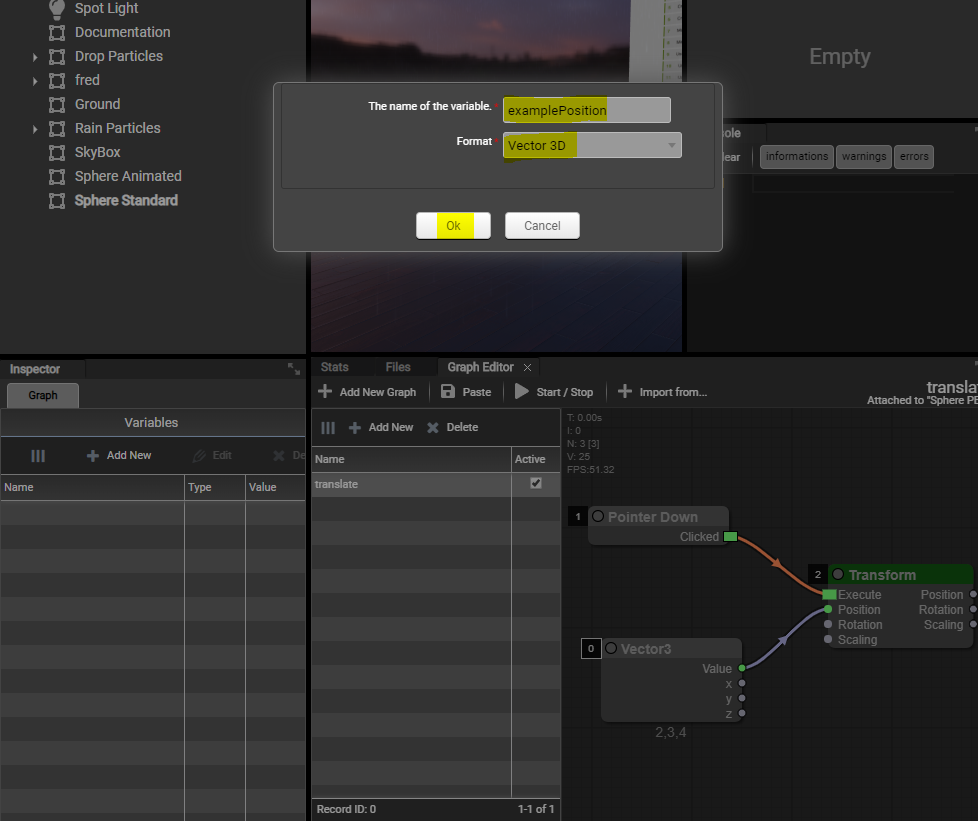 Spot Light
Documentation
Drop Particles
fred
Ground
Rain Particles
SkyBox
Sphere Animated
Sphere Standard
Empty
The name of the variable. *
examplePosition
Format *
Vector 3D
Ok
Cancel
ole
lear
informations
warnings
errors
Inspector
Graph
Variables
Add New
Edit
De
Name
Type
Value
Stats
Files
Graph Editor
Add New Graph
Paste
Start / Stop
Import from...
translat
Attached to "Sphere PE
Add New
Delete
Name
Active
translate
Record ID: 0
1-1 of 1
T: 0.00s
I: 0
N: 3 [3]
V: 25
FPS:51.32
1
Pointer Down
Clicked
2
Transform
Execute
Position
Position
Rotation
Rotation
Scaling
Scaling
0
Vector3
Value
x
y
z
2,3,4